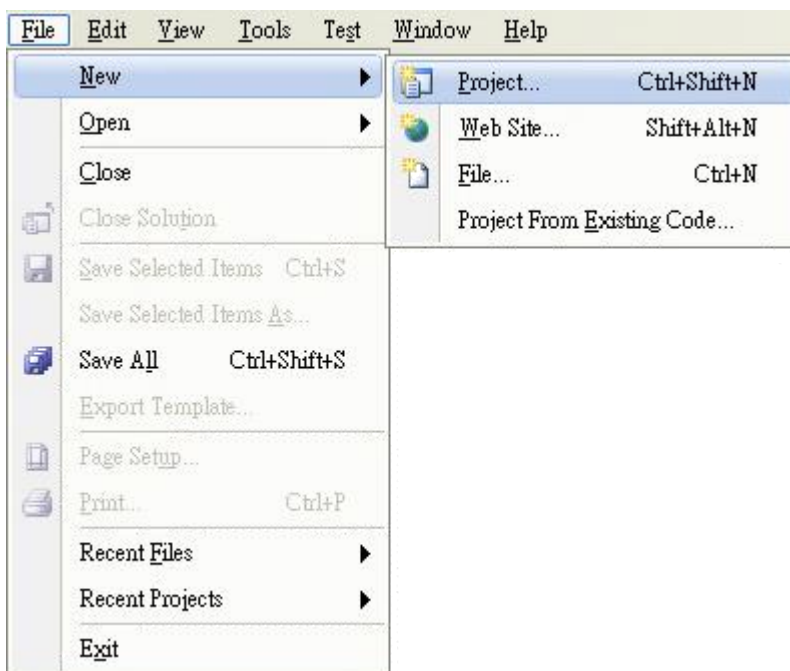 File Edit View Tools Test Window Help
New
Open
Close
Close Solution
Save Selected Items Ctrl+S
Save Selected Items As...
Save All Ctrl+Shift+S
Export Template...
Page Setup...
Print... Ctrl+P
Recent Files
Recent Projects
Exit
Project... Ctrl+Shift+N
Web Site... Shift+Alt+N
File... Ctrl+N
Project From Existing Code...